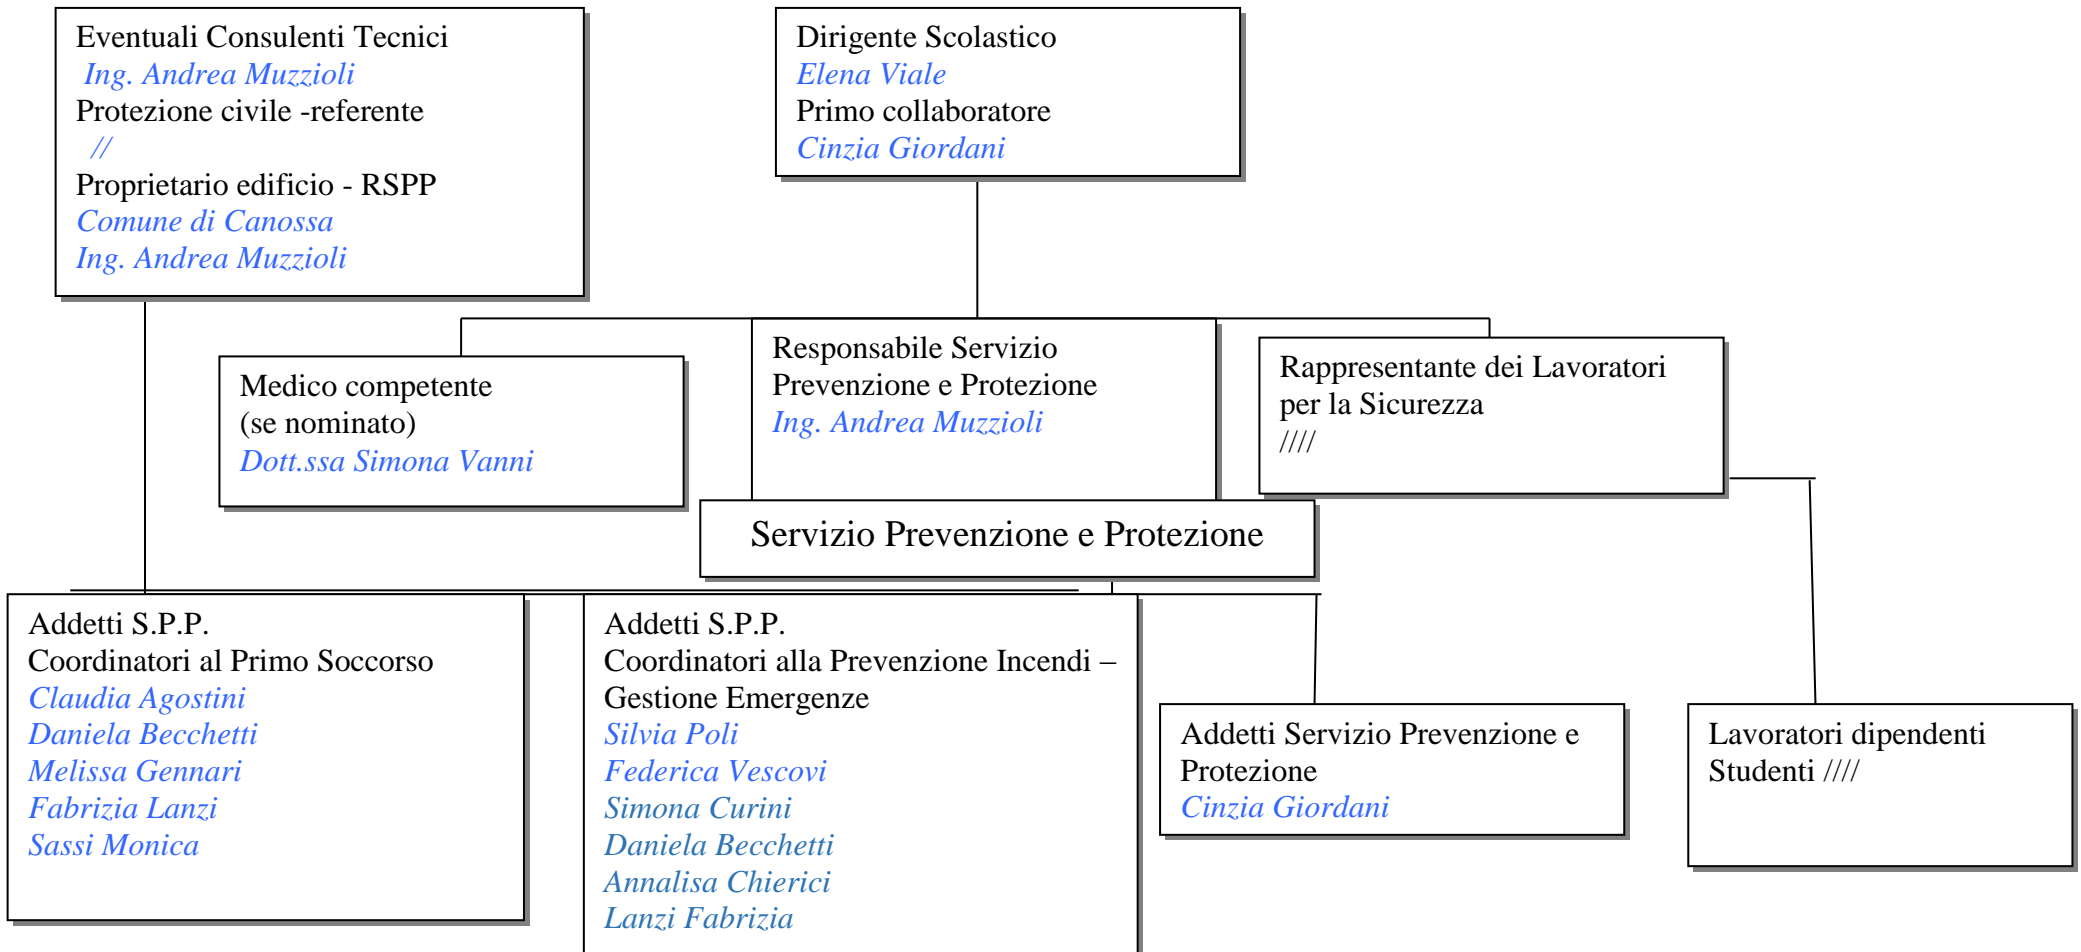 Eventuali Consulenti Tecnici
Ing. Andrea Muzzioli
Protezione civile -referente
//
Proprietario edificio - RSPP
Comune di Canossa
Ing. Andrea Muzzioli
Dirigente Scolastico
Elena Viale
Primo collaboratore
Cinzia Giordani
Medico competente
(se nominato)
Dott.ssa Simona Vanni
Responsabile Servizio
Prevenzione e Protezione
Ing. Andrea Muzzioli
Rappresentante dei Lavoratori
per la Sicurezza
////
Servizio Prevenzione e Protezione
Addetti S.P.P.
Coordinatori al Primo Soccorso
Claudia Agostini
Daniela Becchetti
Melissa Gennari
Fabrizia Lanzi
Sassi Monica
Addetti S.P.P.
Coordinatori alla Prevenzione Incendi –
Gestione Emergenze
Silvia Poli
Federica Vescovi
Simona Curini
Daniela Becchetti
Annalisa Chierici
Lanzi Fabrizia
Addetti Servizio Prevenzione e
Protezione
Cinzia Giordani
Lavoratori dipendenti
Studenti ////